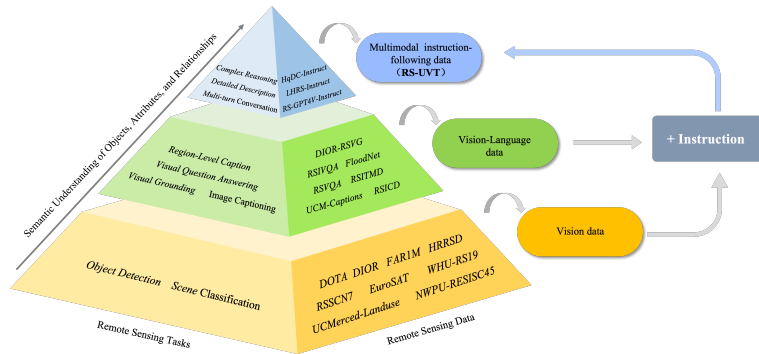 Semantic Understanding of Objects, Attributes, and Relationships
Complex Reasoning
Detailed Description
Multi-turn Conversation
HqDC-Instruct
LHRS-Instruct
RS-GPT4V-Instruct
Multimodal instruction-
following data
（RS-UVT）
Region-Level Caption
Visual Question Answering
Visual Grounding Image Captioning
DIOR-RSVG
RSIVQA FloodNet
RSVQA RSITMD
UCM-Captions RSICD
Vision-Language
data
+ Instruction
Object Detection Scene Classification
DOTA DIOR FAR1M HRRSD
RSSCN7 EuroSAT WHU-RS19
UCMerced-Landuse NWPU-RESISC45
Vision data
Remote Sensing Tasks
Remote Sensing Data